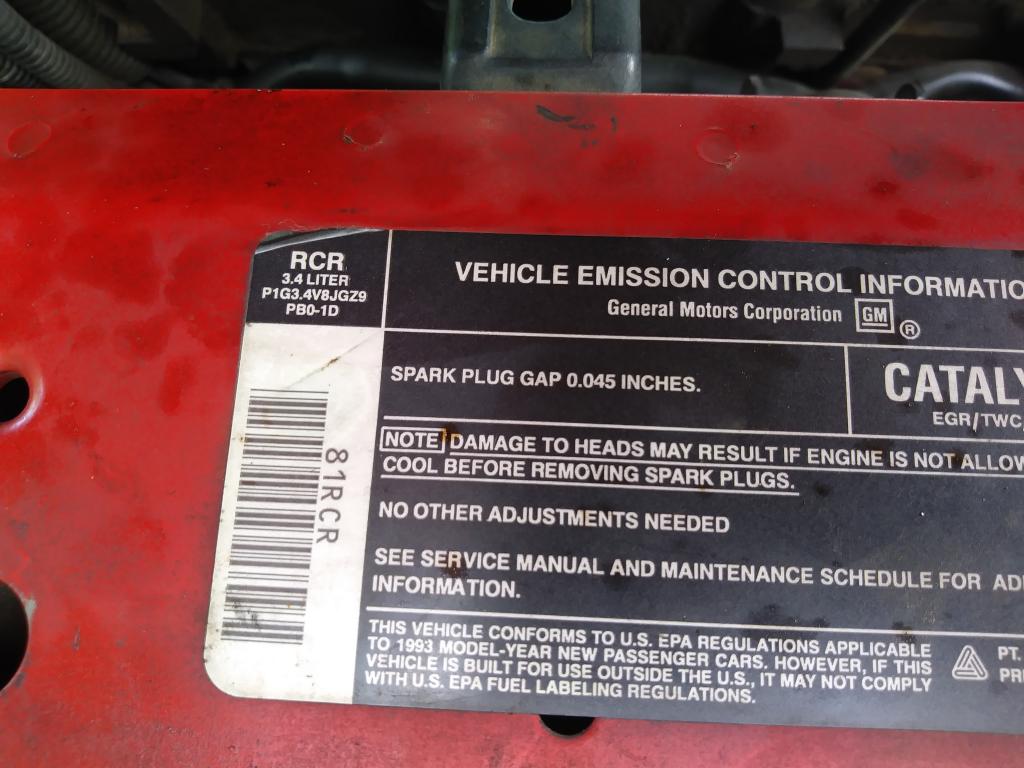 RCR
3.4 LITER
P1G3.4V8JGZ9
PB0-1D
81RCR
VEHICLE EMISSION CONTROL INFORMATIO
General Motors Corporation GM ®
SPARK PLUG GAP 0.045 INCHES.
CATALY
EGR/TWC
NOTE DAMAGE TO HEADS MAY RESULT IF ENGINE IS NOT ALLOW
COOL BEFORE REMOVING SPARK PLUGS.
NO OTHER ADJUSTMENTS NEEDED
SEE SERVICE MANUAL AND MAINTENANCE SCHEDULE FOR ADD
INFORMATION.
THIS VEHICLE CONFORMS TO U.S. EPA REGULATIONS APPLICABLE
TO 1993 MODEL-YEAR NEW PASSENGER CARS. HOWEVER, IF THIS
VEHICLE IS BUILT FOR USE OUTSIDE THE U.S., IT MAY NOT COMPLY
WITH U.S. EPA FUEL LABELING REGULATIONS.
PT.
PRI